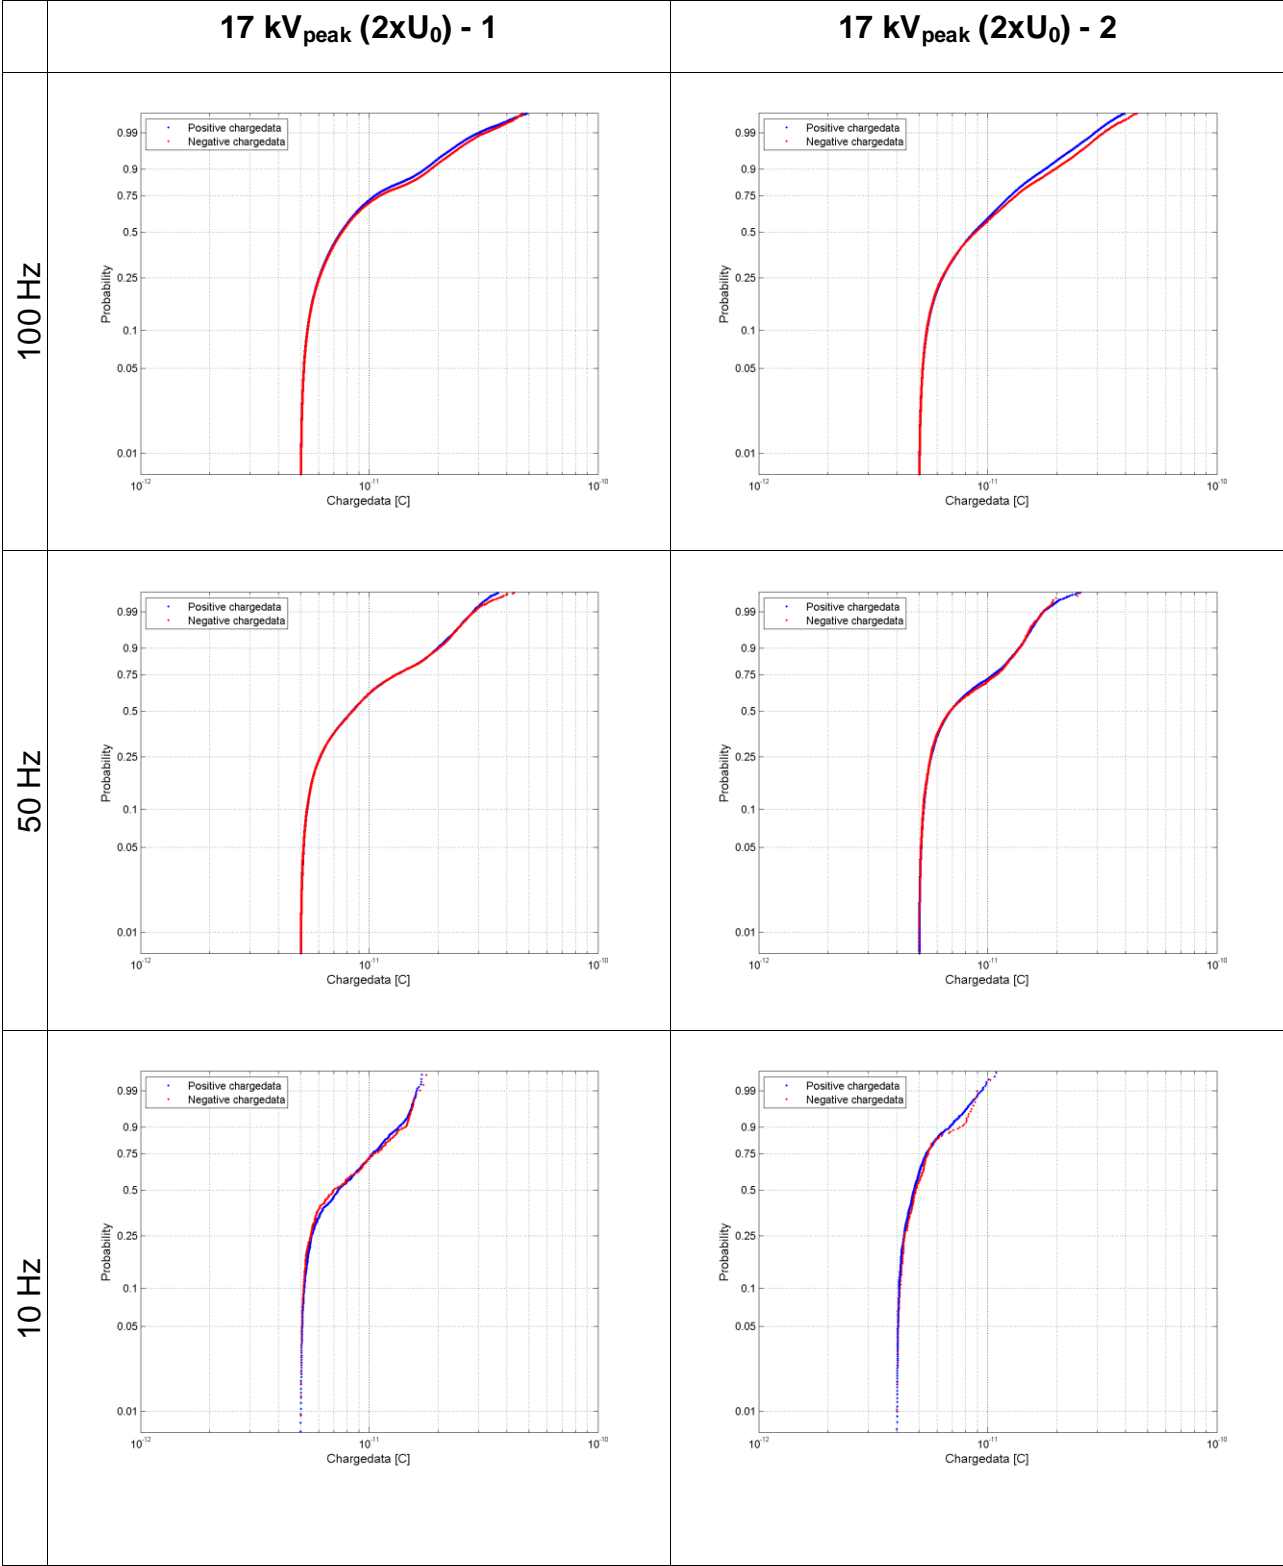 17 kVpeak (2xU0) - 1
17 kVpeak (2xU0) - 2
100 Hz
Positive chargedata
Negative chargedata
0.99
0.9
0.75
0.5
0.25
0.1
0.05
0.01
Probability
10-12
10-11
10-10
Chargedata [C]
Positive chargedata
Negative chargedata
0.99
0.9
0.75
0.5
0.25
0.1
0.05
0.01
Probability
10-12
10-11
10-10
Chargedata [C]
50 Hz
Positive chargedata
Negative chargedata
0.99
0.9
0.75
0.5
0.25
0.1
0.05
0.01
Probability
10-12
10-11
10-10
Chargedata [C]
Positive chargedata
Negative chargedata
0.99
0.9
0.75
0.5
0.25
0.1
0.05
0.01
Probability
10-12
10-11
10-10
Chargedata [C]
10 Hz
Positive chargedata
Negative chargedata
0.99
0.9
0.75
0.5
0.25
0.1
0.05
0.01
Probability
10-12
10-11
10-10
Chargedata [C]
Positive chargedata
Negative chargedata
0.99
0.9
0.75
0.5
0.25
0.1
0.05
0.01
Probability
10-12
10-11
10-10
Chargedata [C]